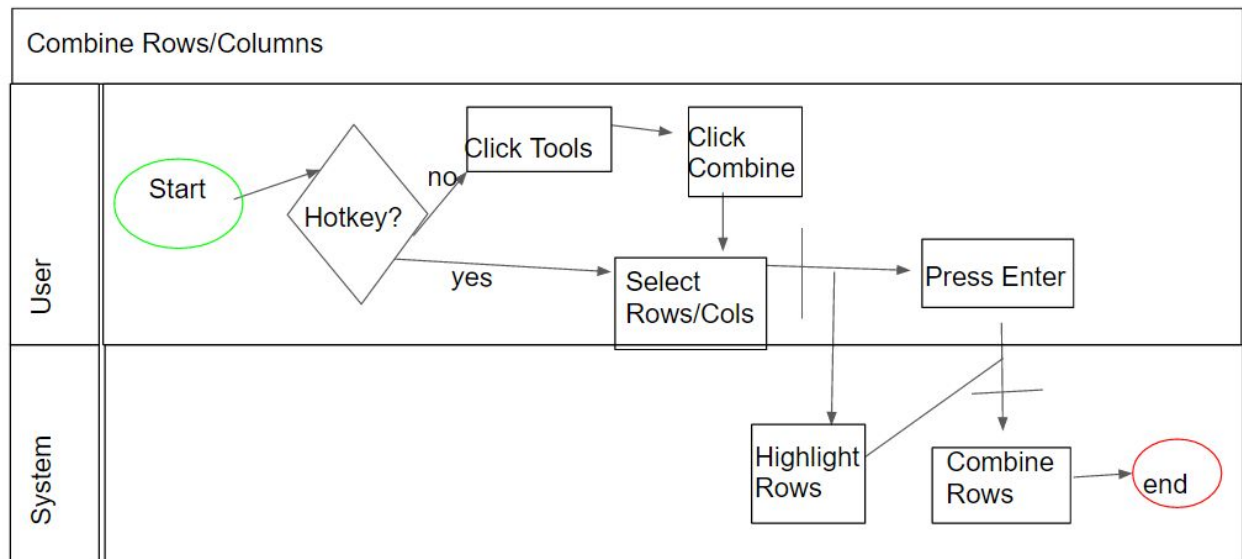 Combine Rows/Columns
User
Start
Hotkey?
no
yes
Click Tools
Click
Combine
Select
Rows/Cols
Press Enter
System
Highlight
Rows
Combine
Rows
end